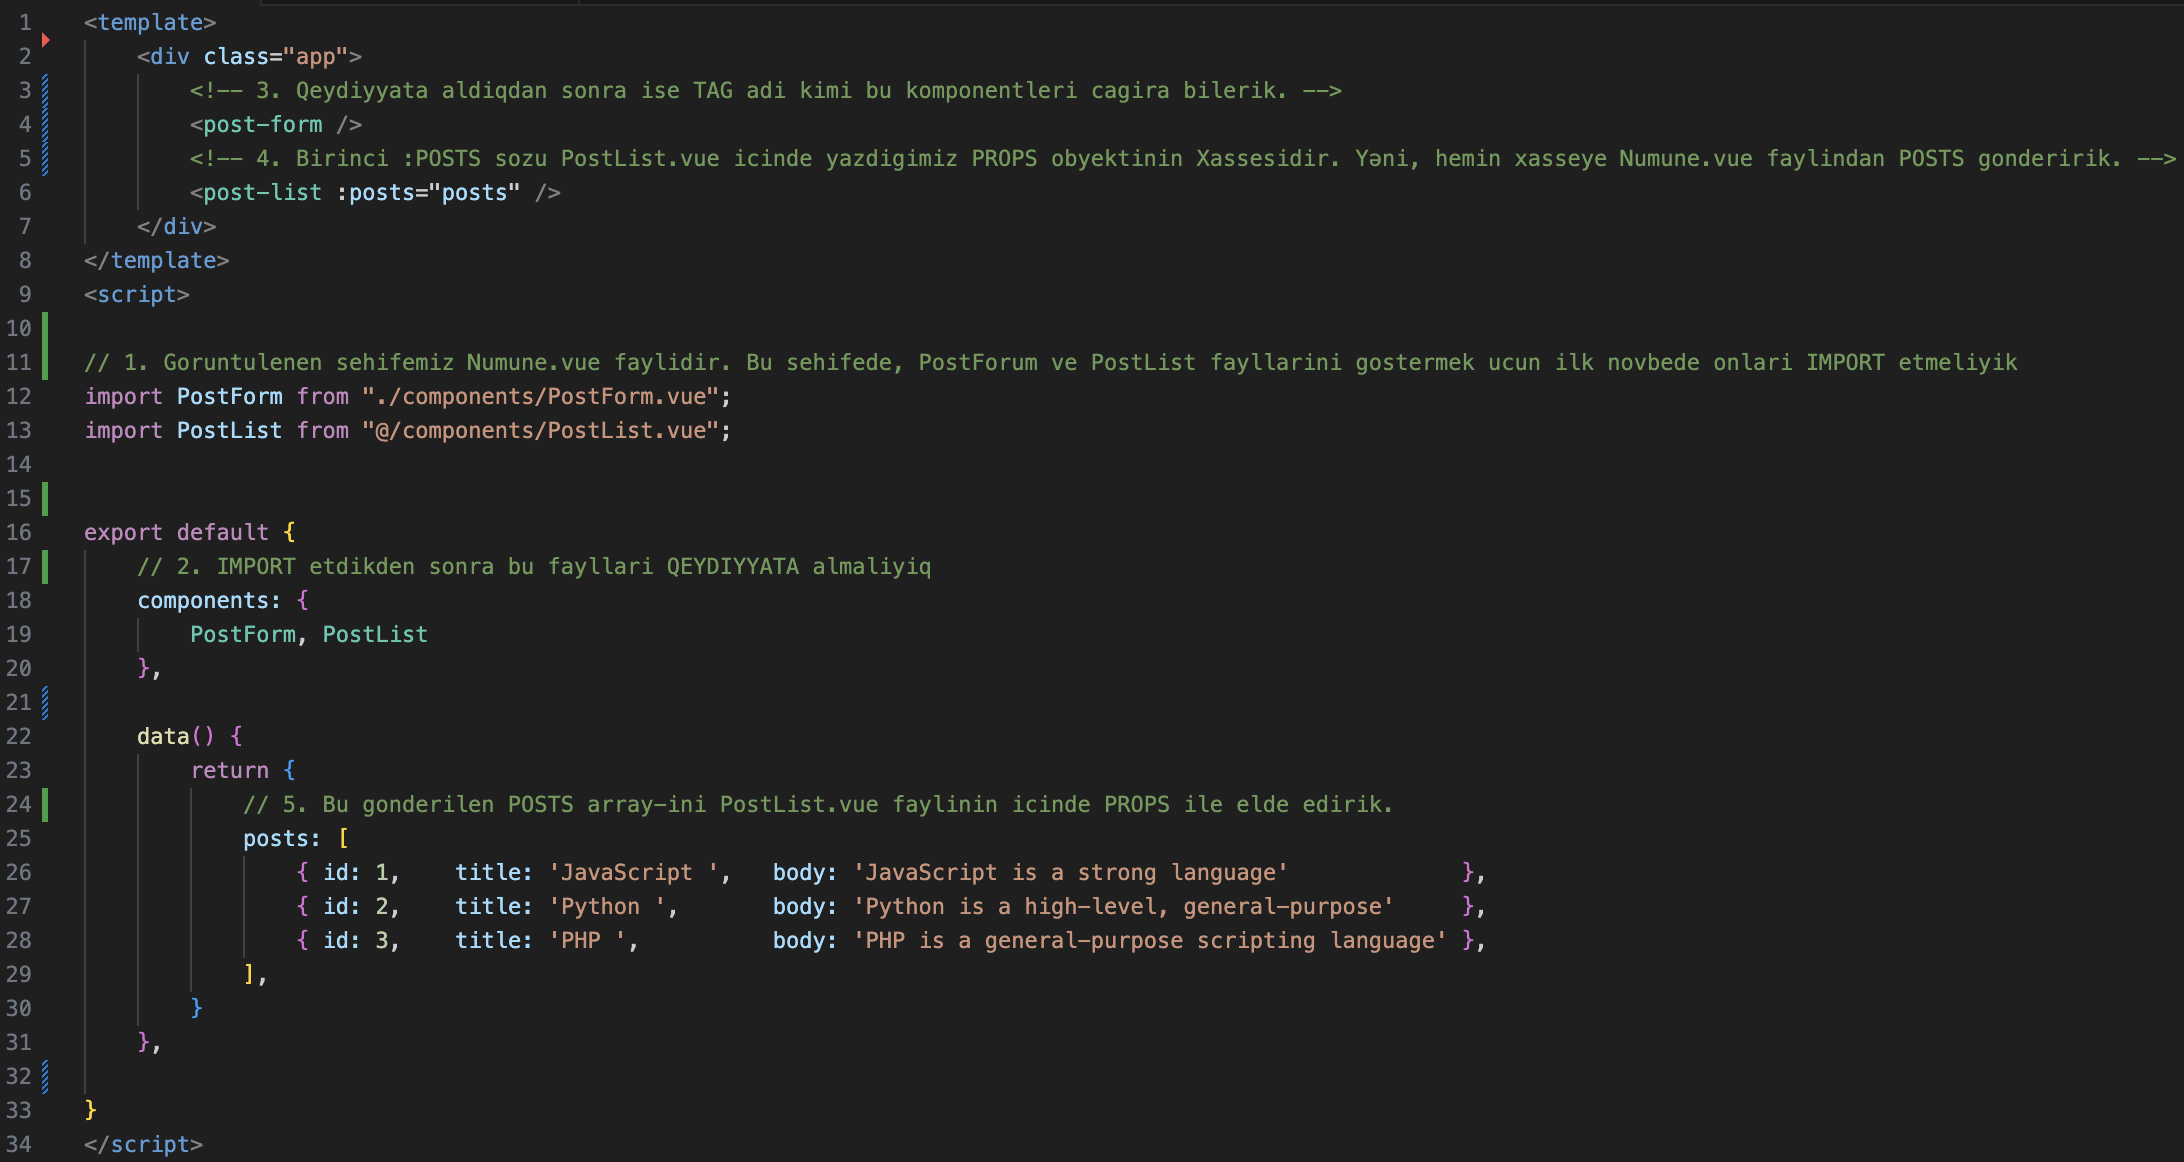 1 <template>
2 <div class="app">
3 <!-- 3. Qeydiyyata aldiqdan sonra ise TAG adi kimi bu komponentleri cagira bilerik. -->
4 <post-form />
5 <!-- 4. Birinci :POSTS sozu PostList.vue icinde yazdigimiz PROPS obyektinin Xassesidir. Yəni, hemin xasseye Numune.vue faylindan POSTS gonderirik. -->
6 <post-list :posts="posts" />
7 </div>
8 </template>
9 <script>
10
11 // 1. Goruntulenen sehifemiz Numune.vue faylidir. Bu sehifede, PostForum ve PostList fayllarini gostermek ucun ilk novbede onlari IMPORT etmeliyik
12 import PostForm from "./components/PostForm.vue";
13 import PostList from "@/components/PostList.vue";
14
15
16 export default {
17 // 2. IMPORT etdikden sonra bu fayllari QEYDIYYATA almaliyiq
18 components: {
19 PostForm, PostList
20 },
21
22 data() {
23 return {
24 // 5. Bu gonderilen POSTS array-ini PostList.vue faylinin icinde PROPS ile elde edirik.
25 posts: [
26 { id: 1, title: 'JavaScript ', body: 'JavaScript is a strong language' },
27 { id: 2, title: 'Python ', body: 'Python is a high-level, general-purpose' },
28 { id: 3, title: 'PHP ', body: 'PHP is a general-purpose scripting language' },
29 ],
30 }
31 },
32
33 }
34 </script>